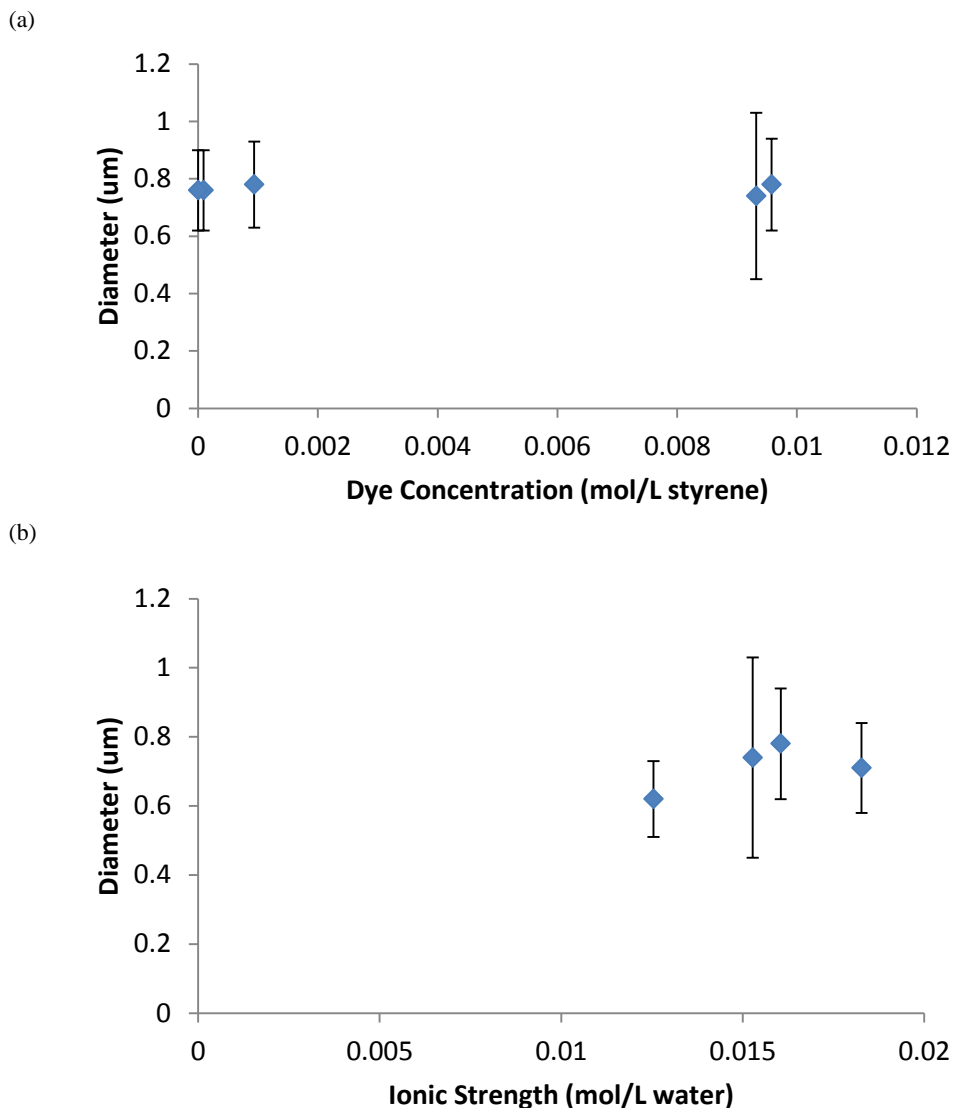 (a)
1.2
1
0.8
0.6
0.4
0.2
0
Diameter (um)
0 0.002 0.004 0.006 0.008 0.01 0.012
Dye Concentration (mol/L styrene)
(b)
1.2
1
0.8
0.6
0.4
0.2
0
Diameter (um)
0 0.005 0.01 0.015 0.02
Ionic Strength (mol/L water)